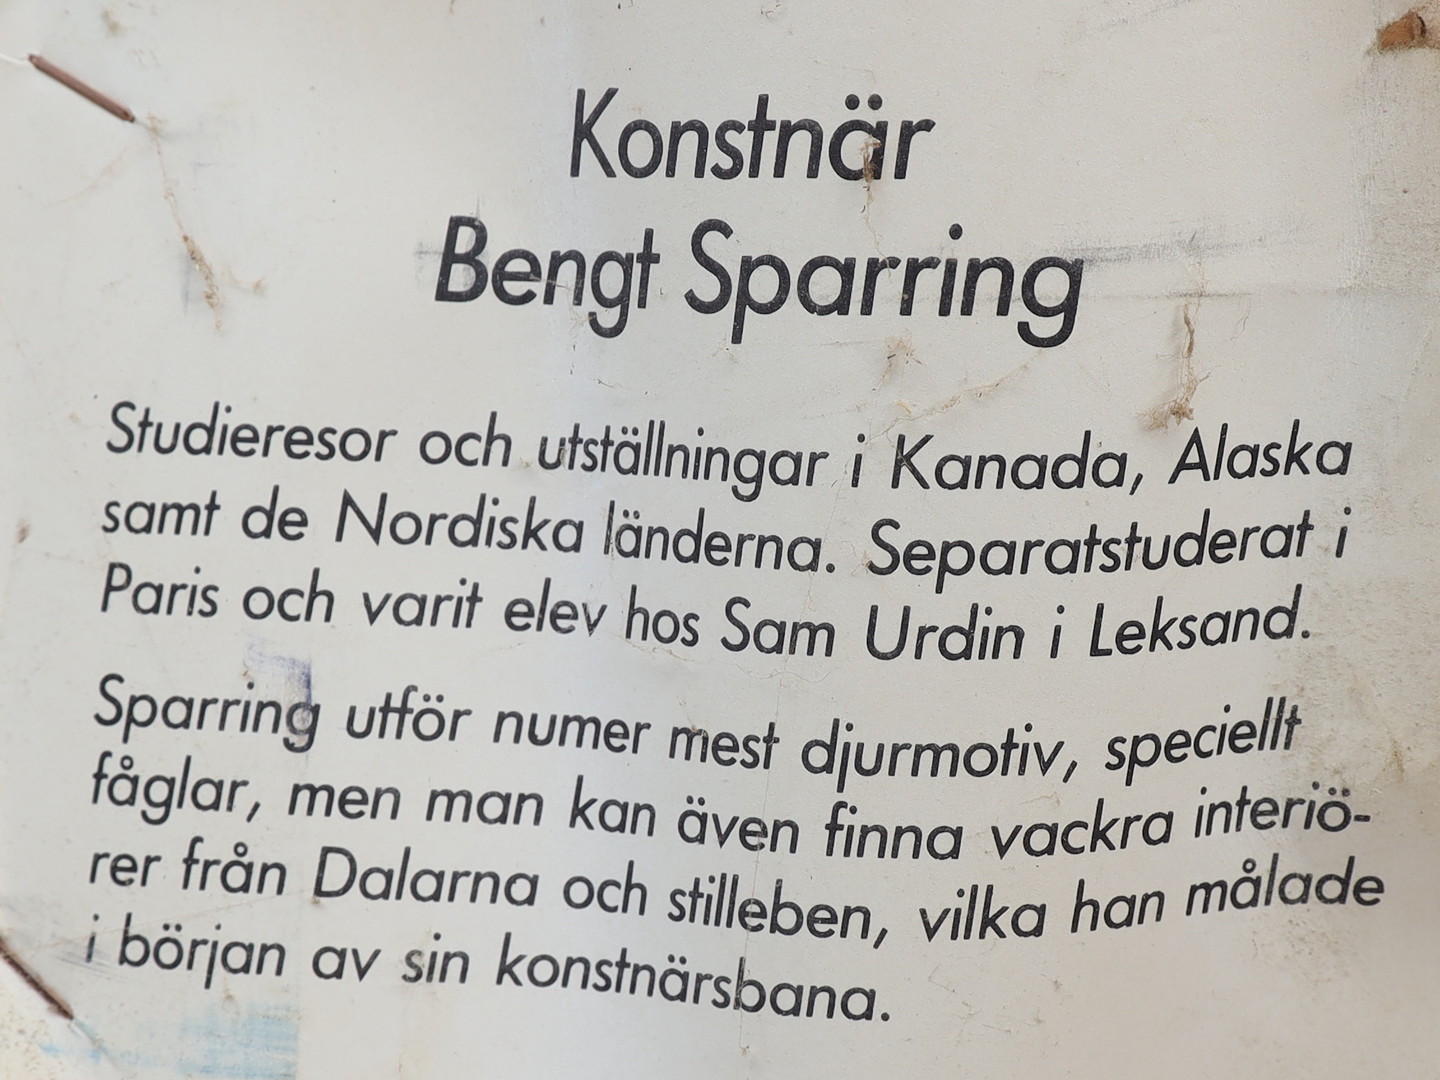 Konstnär
Bengt Sparring
Studieresor och utställningar i Kanada, Alaska
samt de Nordiska länderna. Separatstuderat i
Paris och varit elev hos Sam Urdin i Leksand.
Sparring utför numer mest djurmotiv, speciellt
fåglar, men man kan även finna vackra interiö-
rer från Dalarna och stilleben, vilka han målade
i början av sin konstnärsbana.